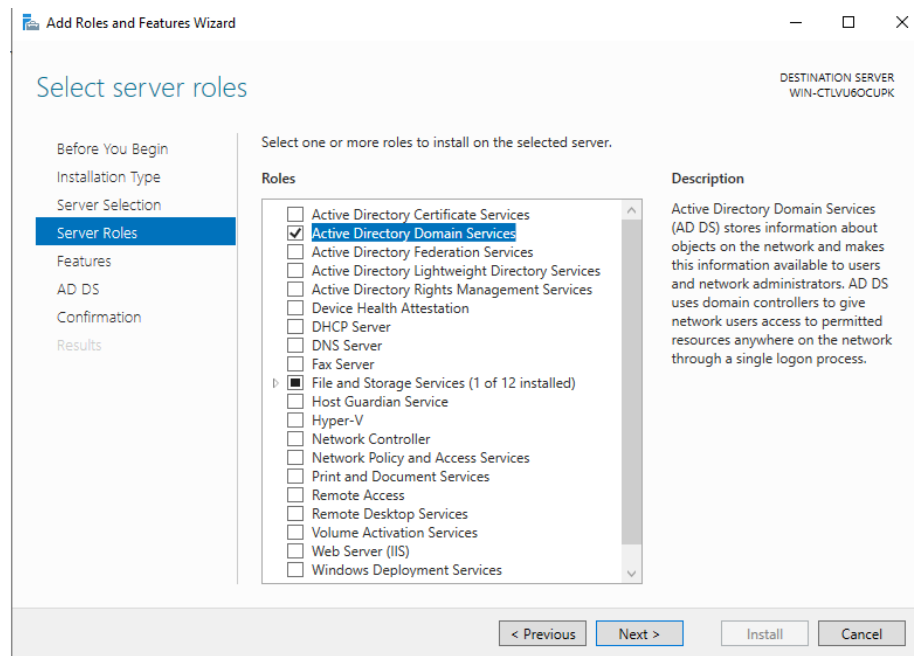 Add Roles and Features Wizard
Select server roles
DESTINATION SERVER
WIN-CTLVU6OCUPK
Before You Begin
Installation Type
Server Selection
Server Roles
Features
AD DS
Confirmation
Results
Select one or more roles to install on the selected server.
Roles
Active Directory Certificate Services
Active Directory Domain Services
Active Directory Federation Services
Active Directory Lightweight Directory Services
Active Directory Rights Management Services
Device Health Attestation
DHCP Server
DNS Server
Fax Server
File and Storage Services (1 of 12 installed)
Host Guardian Service
Hyper-V
Network Controller
Network Policy and Access Services
Print and Document Services
Remote Access
Remote Desktop Services
Volume Activation Services
Web Server (IIS)
Windows Deployment Services
Description
Active Directory Domain Services
(AD DS) stores information about
objects on the network and makes
this information available to users
and network administrators. AD DS
uses domain controllers to give
network users access to permitted
resources anywhere on the network
through a single logon process.
< Previous
Next >
Install
Cancel